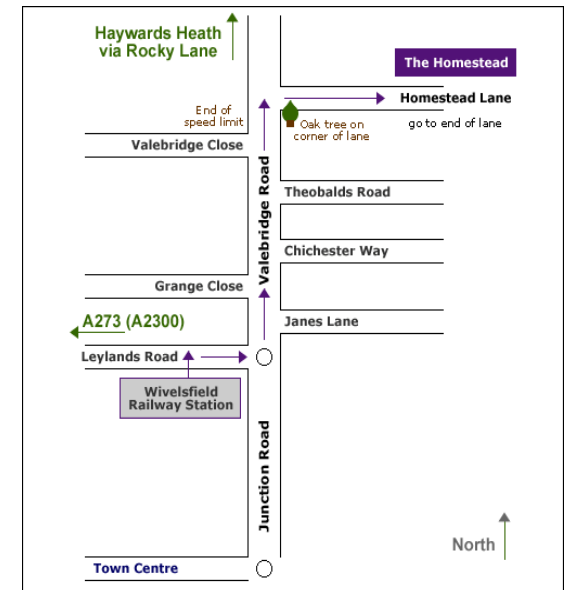 Haywards Heath
via Rocky Lane
The Homestead
Homestead Lane
End of
speed limit
Oak tree on
corner of lane
go to end of lane
Valebridge Close
Valebridge Road
Theobalds Road
Chichester Way
Grange Close
A273 (A2300)
Janes Lane
Leylands Road
Wivelsfield
Railway Station
Junction Road
North
Town Centre